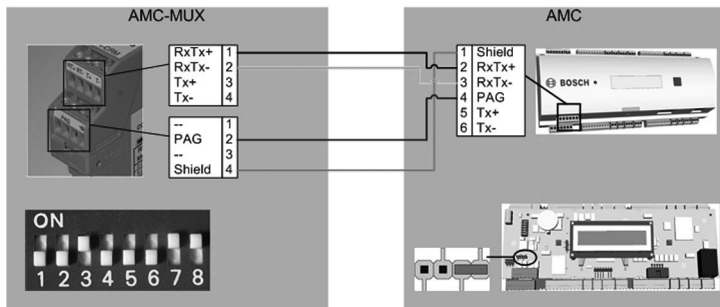 AMC-MUX
AMC
RxTx+ 1
RxTx- 2
Tx+ 3
Tx- 4
-- 1
PAG 2
-- 3
Shield 4
1 Shield
2 RxTx+
3 RxTx-
4 PAG
5 Tx+
6 Tx-
BOSCH
ON
1 2 3 4 5 6 7 8